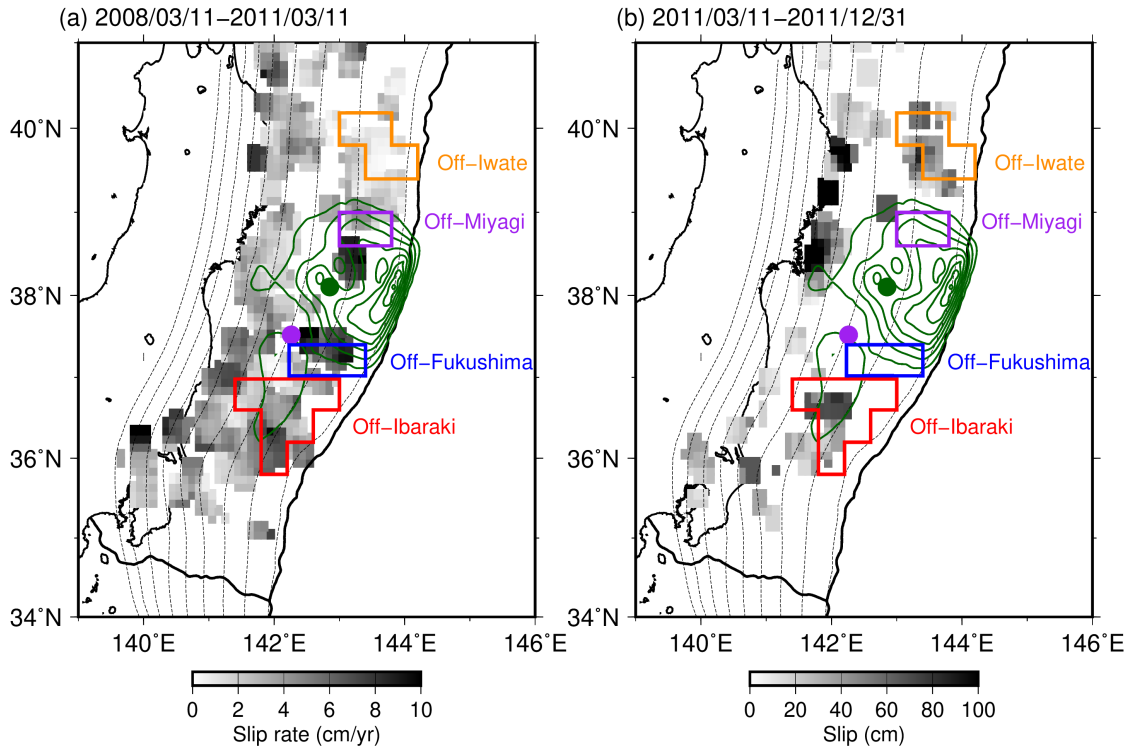 (a) 2008/03/11−2011/03/11
40˚N
38˚N
36˚N
34˚N
140˚E 142˚E 144˚E 146˚E
Off−Iwate
Off−Miyagi
Off−Fukushima
Off−Ibaraki
0 2 4 6 8 10
Slip rate (cm/yr)
(b) 2011/03/11−2011/12/31
40˚N
38˚N
36˚N
34˚N
140˚E 142˚E 144˚E 146˚E
Off−Iwate
Off−Miyagi
Off−Fukushima
Off−Ibaraki
0 20 40 60 80 100
Slip (cm)